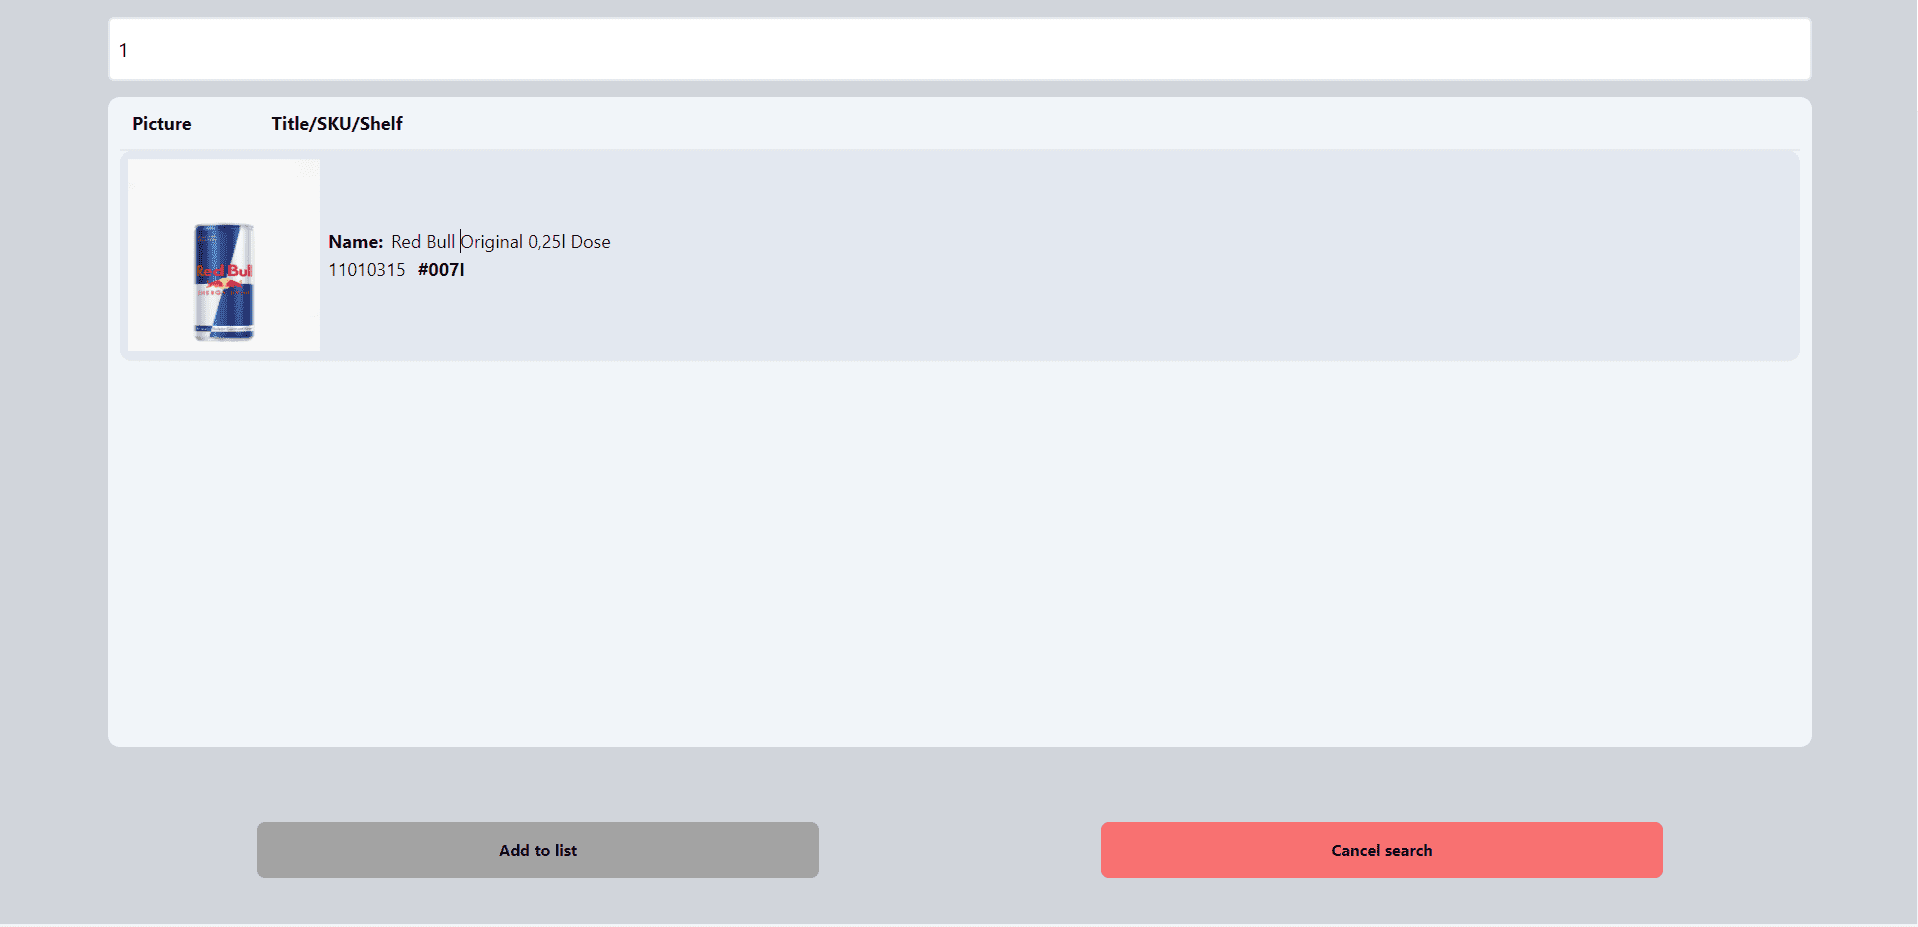 1
Picture Title/SKU/Shelf
Name: Red Bull Original 0,25l Dose
11010315 #007I
Red Bull
Add to list Cancel search